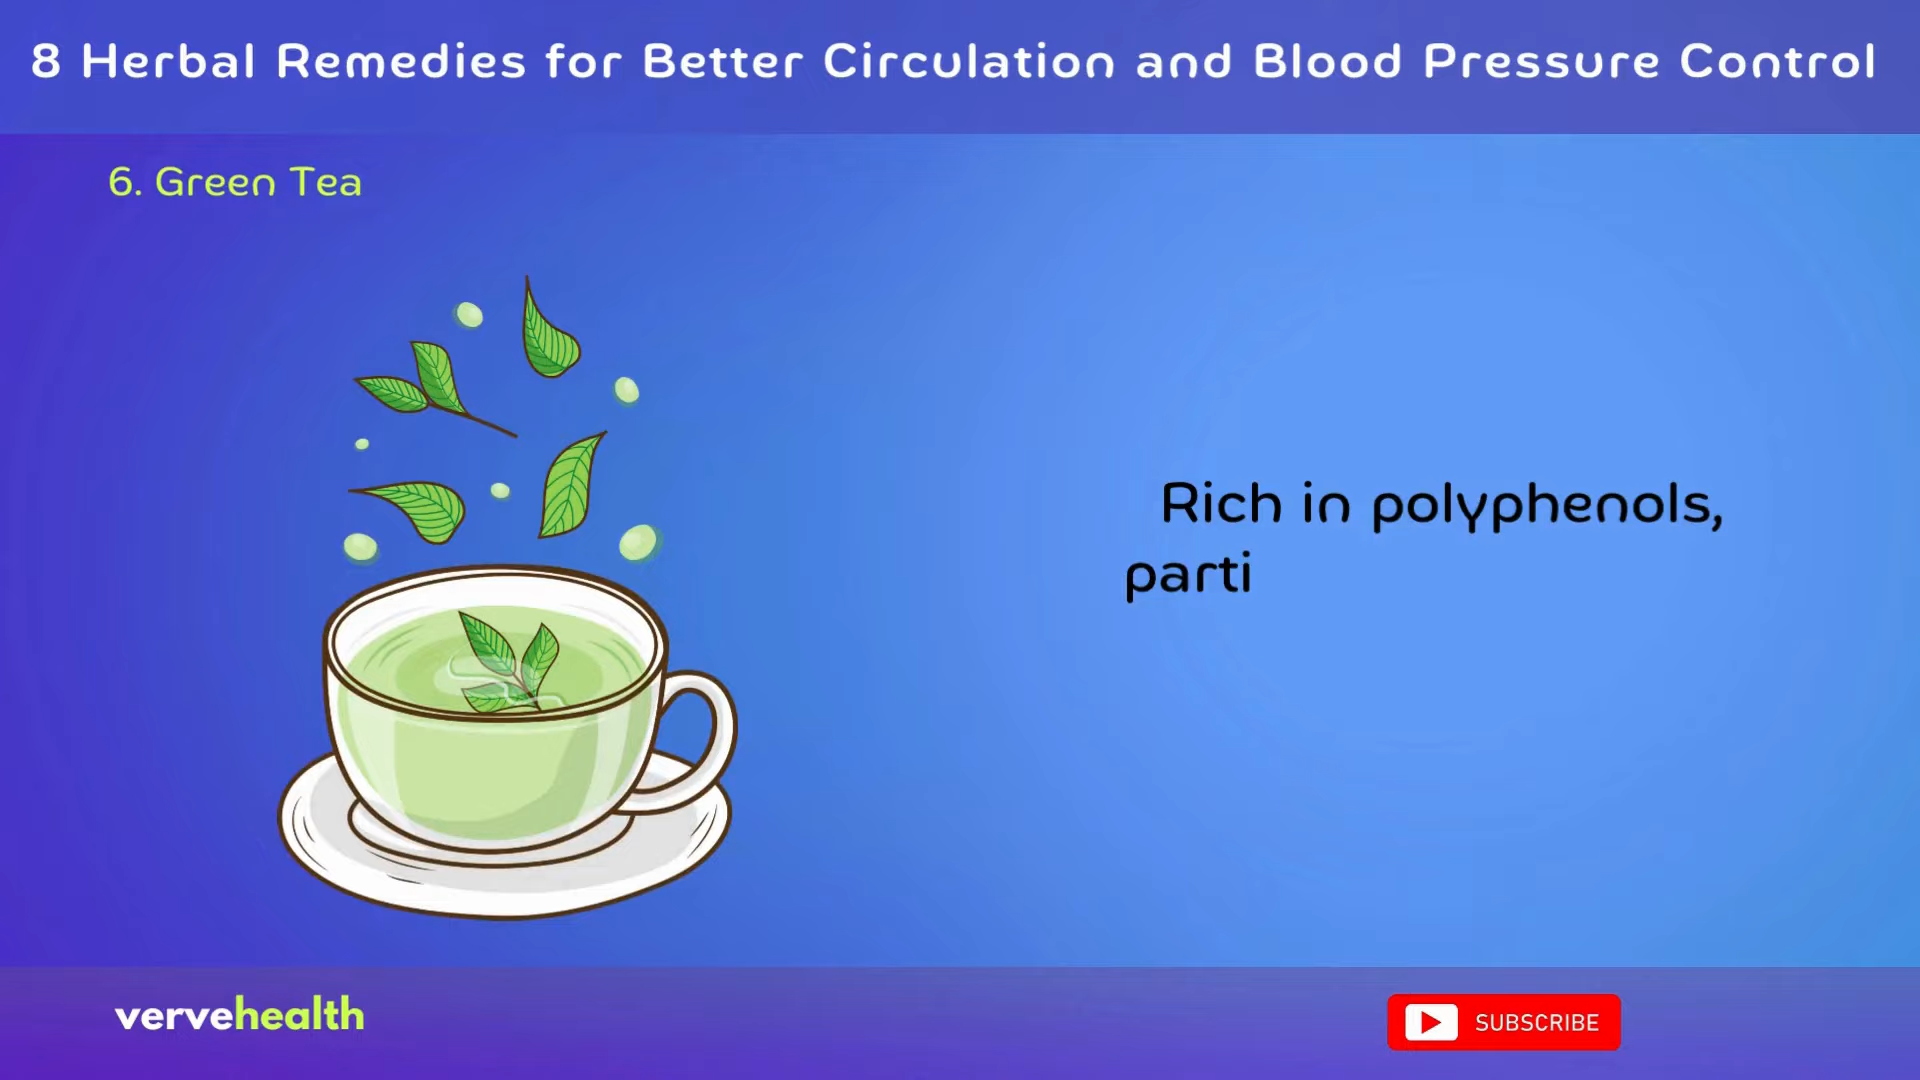 8 Herbal Remedies for Better Circulation and Blood Pressure Control
6. Green Tea
Rich in polyphenols,
parti
vervehealth
SUBSCRIBE